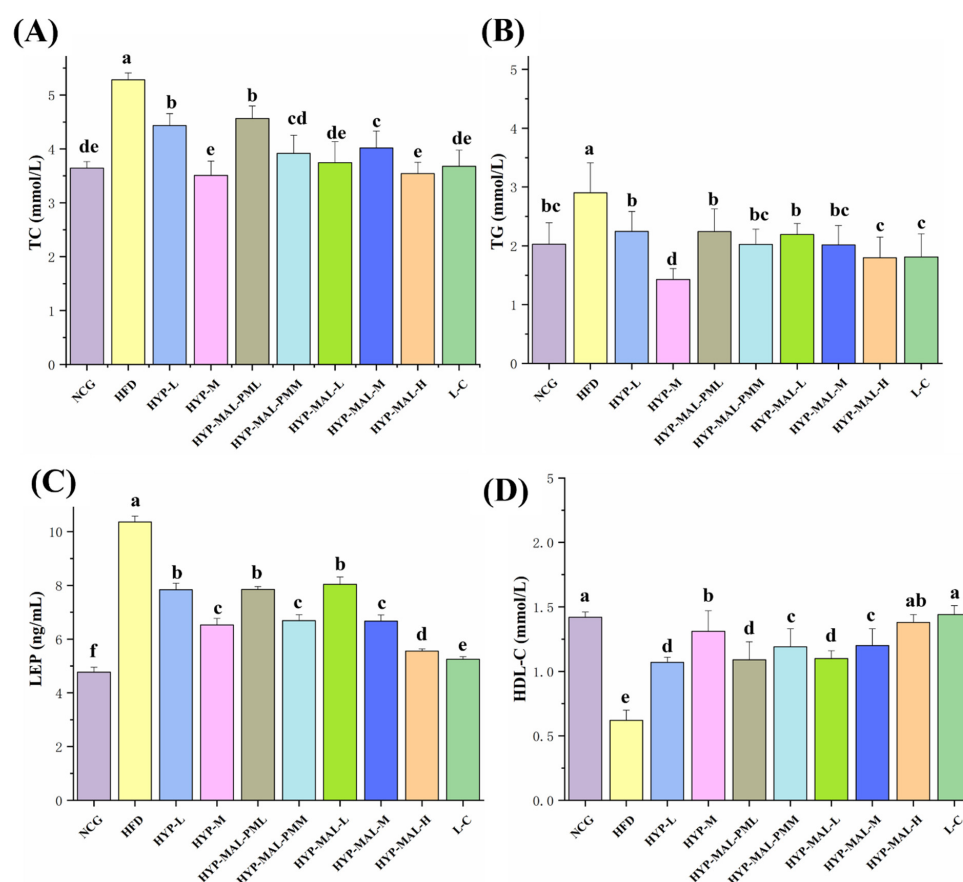 (A)
TC (mmol/L)
5
4
3
2
1
0
de
a
b
e
b
cd
de
c
e
de
NCG
HFD
HYP-L
HYP-M
HYP-MAL-PML
HYP-MAL-PMM
HYP-MAL-L
HYP-MAL-M
HYP-MAL-H
L-C
(B)
TG (mmol/L)
5
4
3
2
1
0
bc
a
b
d
b
bc
b
bc
c
c
NCG
HFD
HYP-L
HYP-M
HYP-MAL-PML
HYP-MAL-PMM
HYP-MAL-L
HYP-MAL-M
HYP-MAL-H
L-C
(C)
LEP (ng/mL)
10
8
6
4
2
0
f
a
b
c
b
c
b
c
d
e
NCG
HFD
HYP-L
HYP-M
HYP-MAL-PML
HYP-MAL-PMM
HYP-MAL-L
HYP-MAL-M
HYP-MAL-H
L-C
(D)
HDL-C (mmol/L)
5
2.0
1.5
1.0
0.5
0.0
a
e
d
b
d
c
d
c
ab
a
NCG
HFD
HYP-L
HYP-M
HYP-MAL-PML
HYP-MAL-PMM
HYP-MAL-L
HYP-MAL-M
HYP-MAL-H
L-C